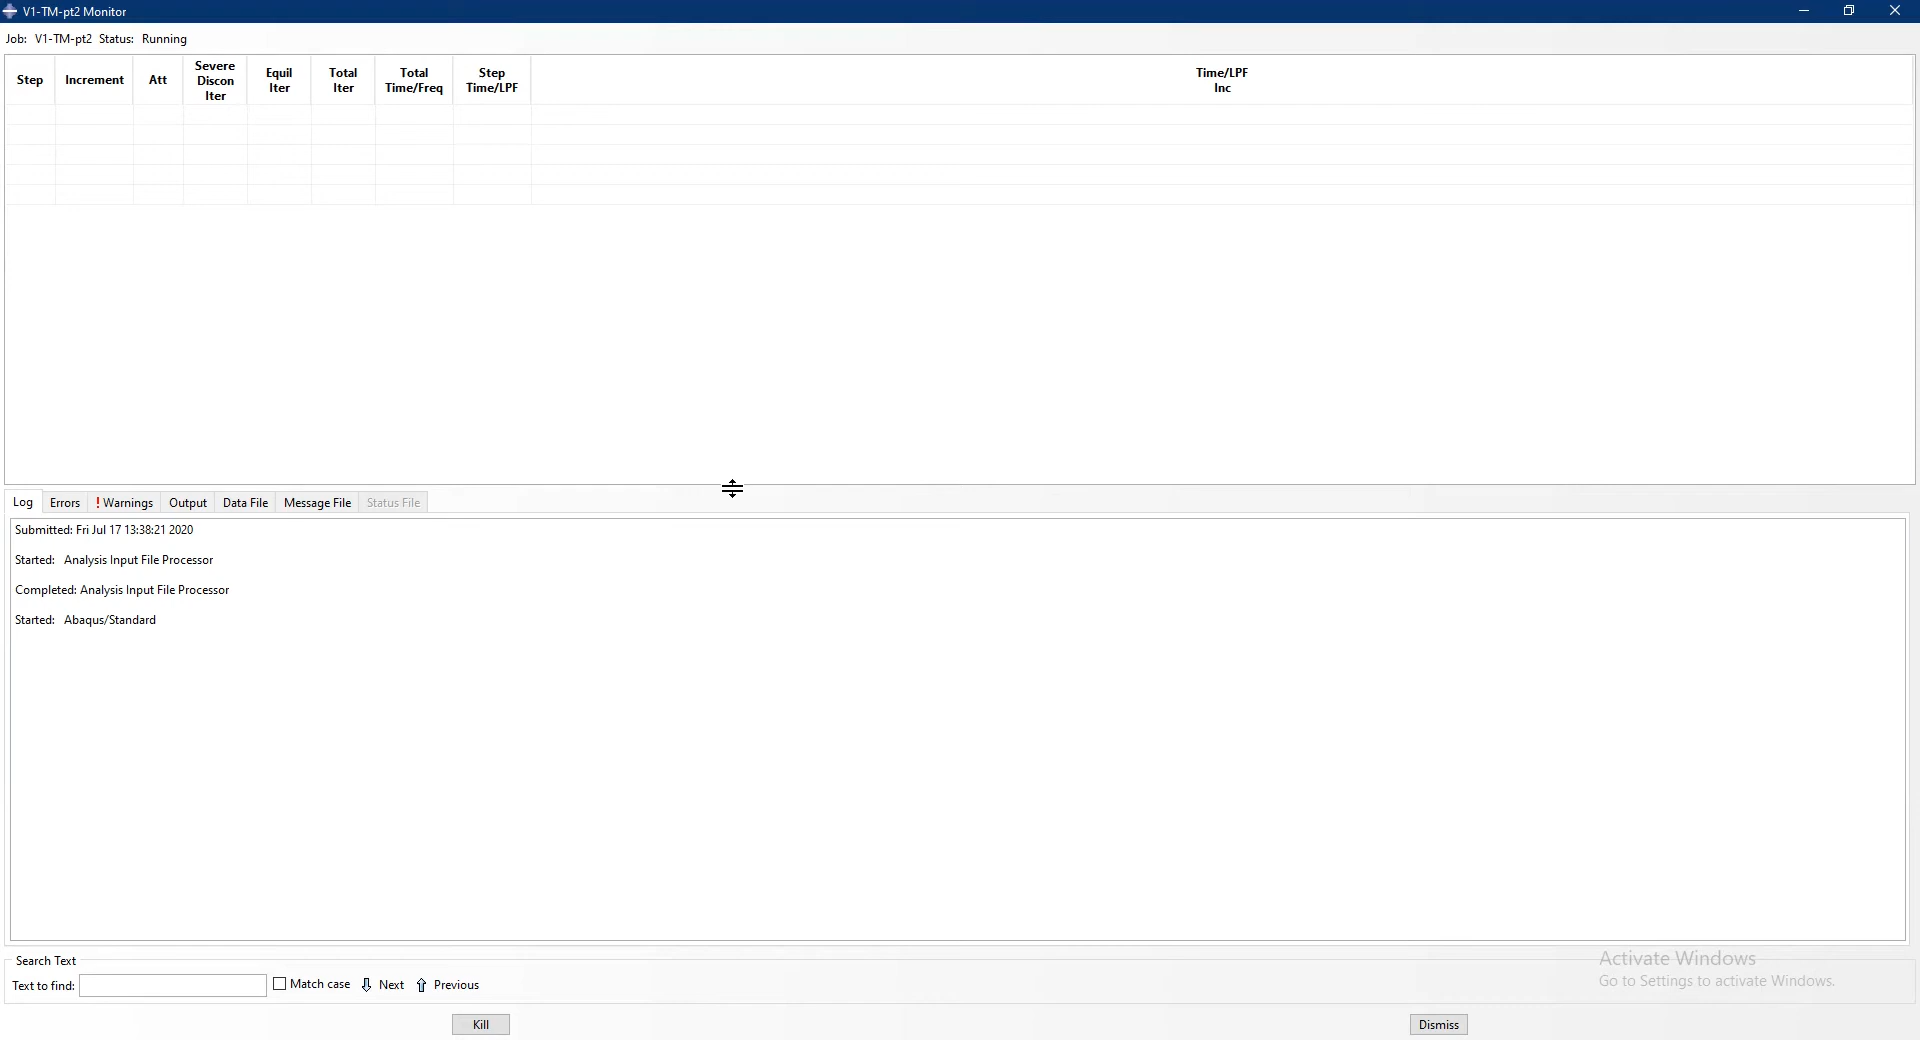 V1-TM-pt2 Monitor
Job: V1-TM-pt2 Status: Running
Step Increment Att Severe Discon Iter Equil Iter Total Iter Total Time/Freq Step Time/LPF Time/LPF Inc
Log Errors ! Warnings Output Data File Message File Status File
Submitted: Fri Jul 17 13:38:21 2020
Started: Analysis Input File Processor
Completed: Analysis Input File Processor
Started: Abaqus/Standard
Search Text
Text to find: Match case Next Previous
Activate Windows
Go to Settings to activate Windows.
Kill Dismiss